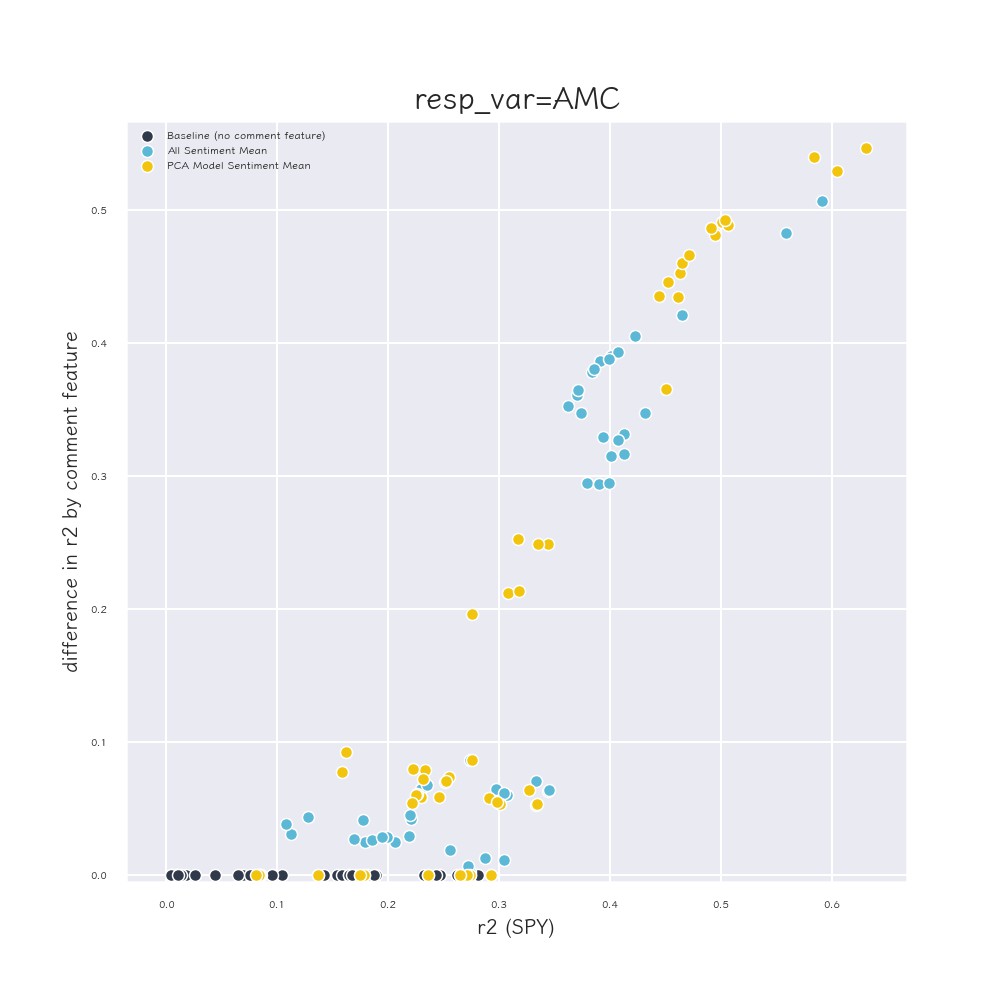 resp_var=AMC
Baseline (no comment feature)
All Sentiment Mean
PCA Model Sentiment Mean
difference in r2 by comment feature
0.5
0.4
0.3
0.2
0.1
0.0
0.0 0.1 0.2 0.3 0.4 0.5 0.6
r2 (SPY)